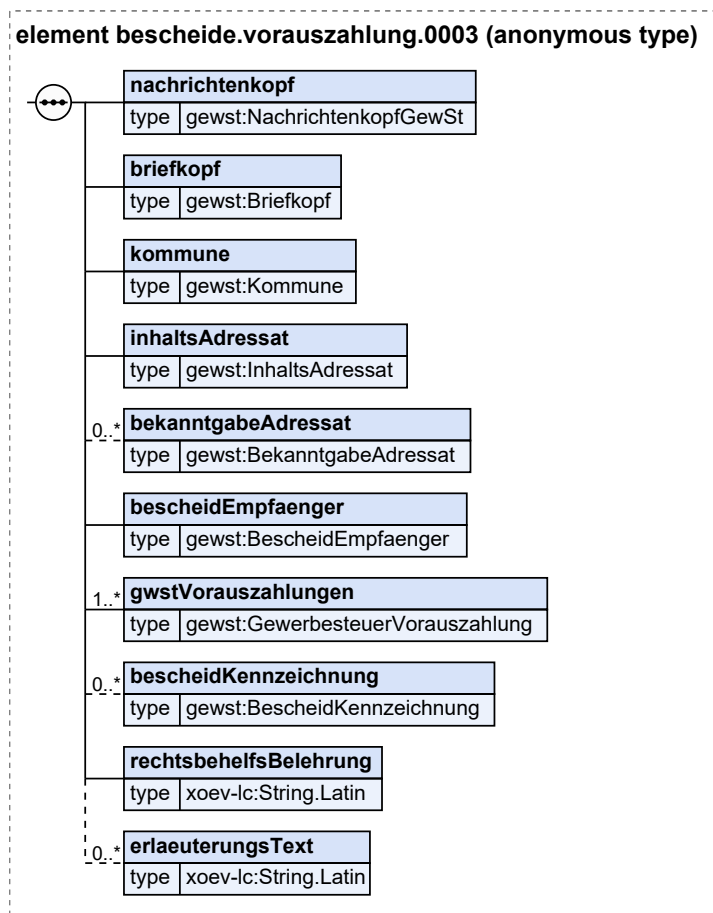 element bescheide.vorauszahlung.0003 (anonymous type)
nachrichtenkopf
type gewst:NachrichtenkopfGewSt
briefkopf
type gewst:Briefkopf
kommune
type gewst:Kommune
inhaltsAdressat
type gewst:InhaltsAdressat
0..* bekanntgabeAdressat
type gewst:BekanntgabeAdressat
bescheidEmpfaenger
type gewst:BescheidEmpfaenger
1..* gwstVorauszahlungen
type gewst:GewerbesteuerVorauszahlung
0..* bescheidKennzeichnung
type gewst:BescheidKennzeichnung
rechtsbehelfsBelehrung
type xoev-lc:String.Latin
0..* erlaeuterungsText
type xoev-lc:String.Latin